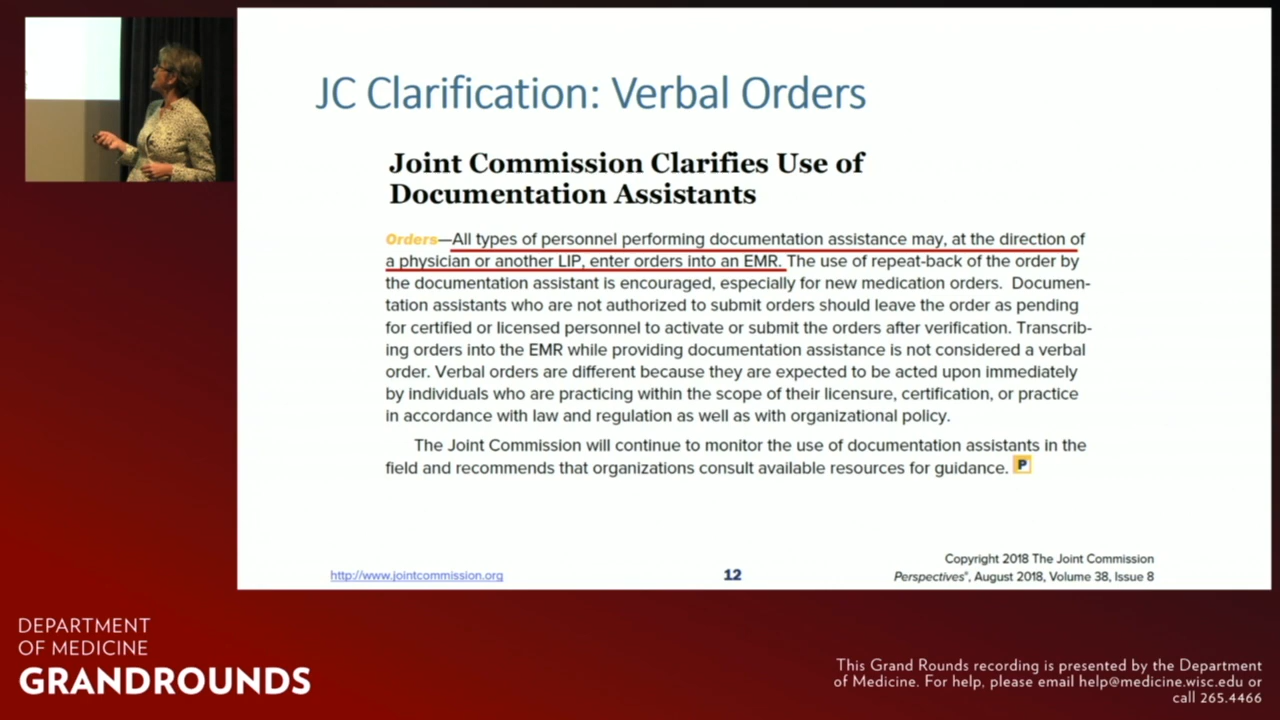 JC Clarification: Verbal Orders
Joint Commission Clarifies Use of
Documentation Assistants
Orders—All types of personnel performing documentation assistance may, at the direction of
a physician or another LIP, enter orders into an EMR. The use of repeat-back of the order by
the documentation assistant is encouraged, especially for new medication orders. Documen-
tation assistants who are not authorized to submit orders should leave the order as pending
for certified or licensed personnel to activate or submit the orders after verification. Transcrib-
ing orders into the EMR while providing documentation assistance is not considered a verbal
order. Verbal orders are different because they are expected to be acted upon immediately
by individuals who are practicing within the scope of their licensure, certification, or practice
in accordance with law and regulation as well as with organizational policy.
The Joint Commission will continue to monitor the use of documentation assistants in the
field and recommends that organizations consult available resources for guidance. P
http://www.jointcommission.org
12
Copyright 2018 The Joint Commission
Perspectives®, August 2018, Volume 38, Issue 8
DEPARTMENT
OF MEDICINE
GRANDROUNDS
This Grand Rounds recording is presented by the Department
of Medicine. For help, please email help@medicine.wisc.edu or
call 265.4466